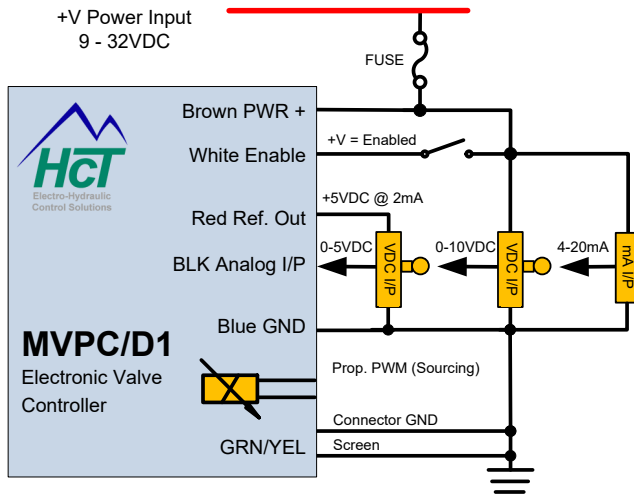 +V Power Input
9 - 32VDC
FUSE
Brown PWR +
White Enable
+V = Enabled
HCT
Electro-Hydraulic
Control Solutions
Red Ref. Out
+5VDC @ 2mA
BLK Analog I/P
0-5VDC
VDC I/P
0-10VDC
VDC I/P
4-20mA
mA I/P
Blue GND
MVPC/D1
Electronic Valve
Controller
Prop. PWM (Sourcing)
Connector GND
GRN/YEL
Screen